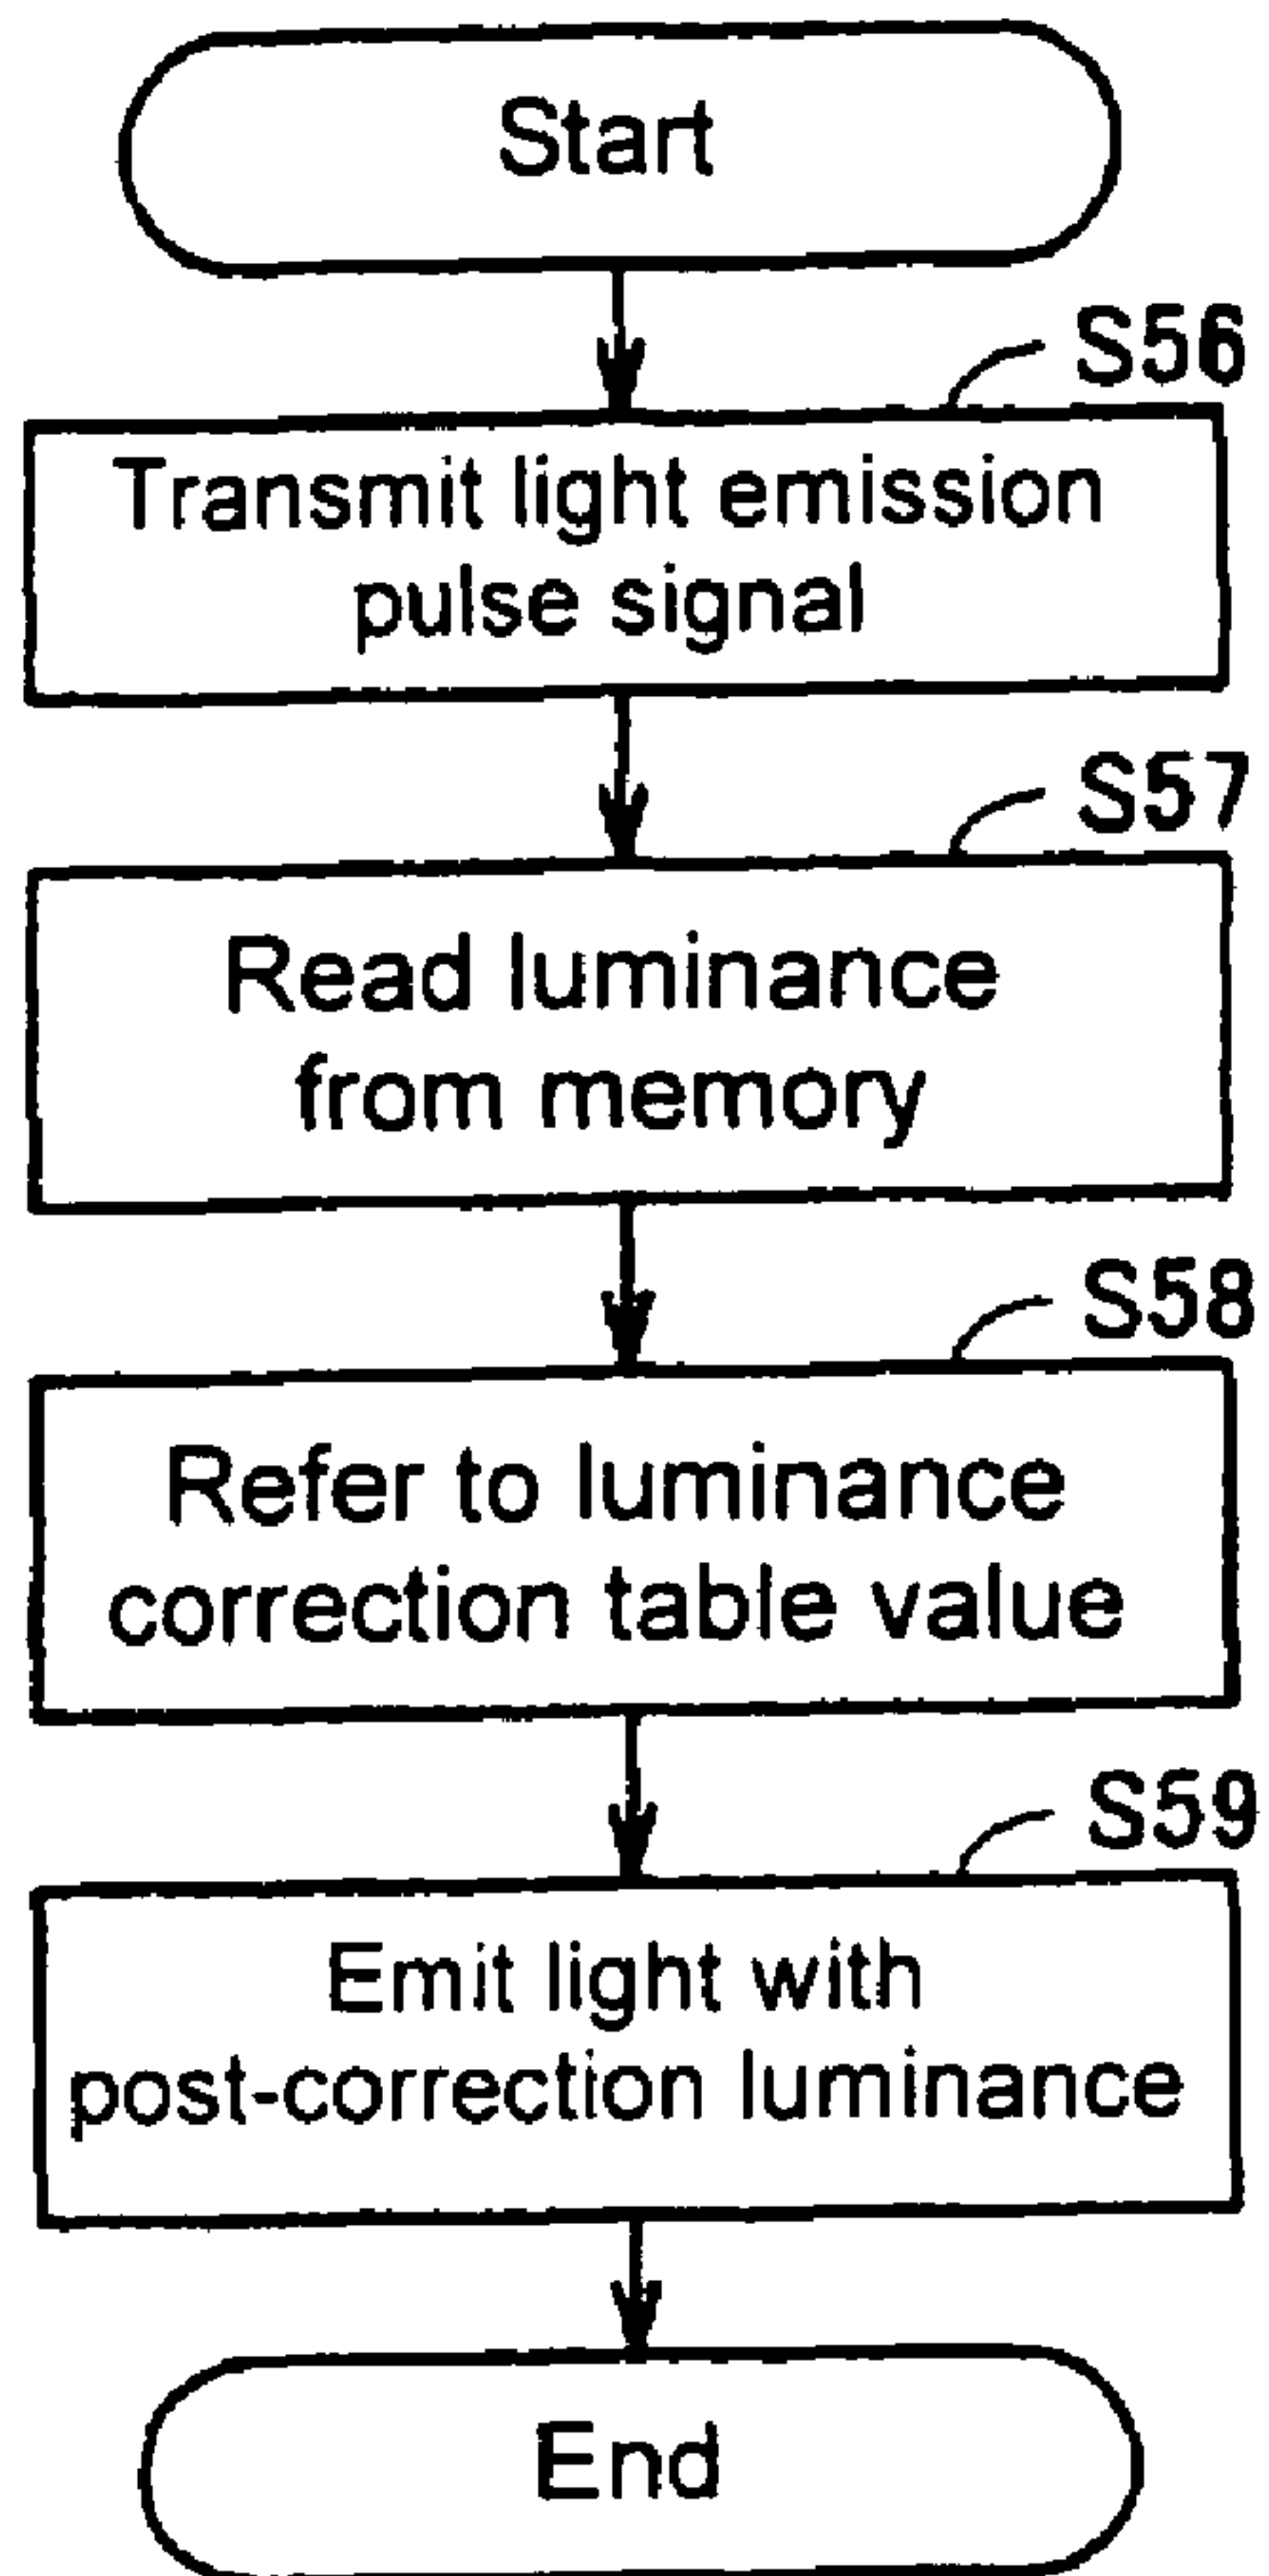 Start
S56
Transmit light emission
pulse signal
S57
Read luminance
from memory
S58
Refer to luminance
correction table value
S59
Emit light with
post-correction luminance
End